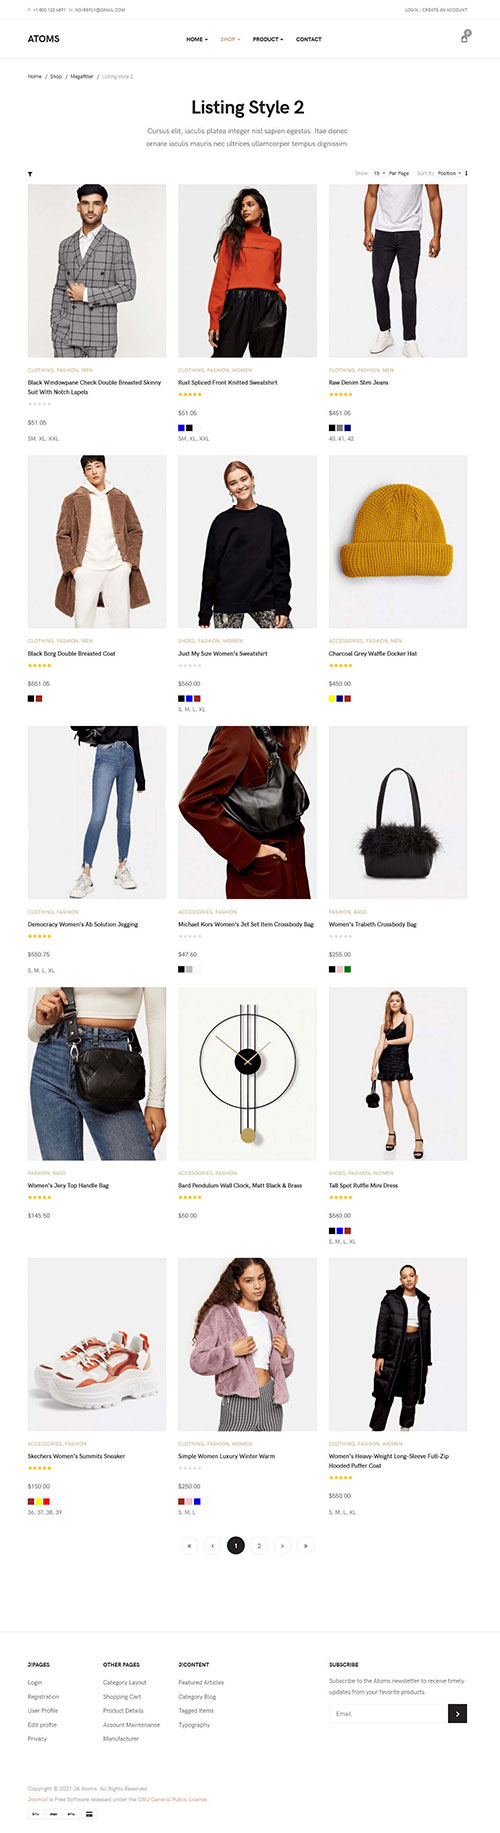 P: +1 800 123 6871 M: NO-REPLY@GMAIL.COM
LOGIN / CREATE AN ACCOUNT
ATOMS
HOME
SHOP
PRODUCT
CONTACT
0
Home / Shop / Megafilter / Listing style 2
Listing Style 2
Cursus elit, iaculis platea integer nisl sapien egestas. Itae donec
ornare iaculis mauris nec ultrices ullamcorper tempus dignissim.
Show: 15 Per Page Sort By: Position
CLOTHING, FASHION, MEN
Black Windowpane Check Double Breasted Skinny
Suit With Notch Lapels
$51.05
SM, XL, XXL
CLOTHING, FASHION, WOMEN
Rust Spliced Front Knitted Sweatshirt
$51.05
SM, XL, XXL
CLOTHING, FASHION, MEN
Raw Denim Slim Jeans
$451.05
40, 41, 42
CLOTHING, FASHION, MEN
Black Borg Double Breasted Coat
$551.05
SHOES, FASHION, WOMEN
Just My Size Women's Sweatshirt
$560.00
S, M, L, XL
ACCESSORIES, FASHION, MEN
Charcoal Grey Waffle Docker Hat
$450.00
CLOTHING, FASHION
Democracy Women's Ab Solution Jegging
$550.75
S, M, L, XL
ACCESSORIES, FASHION
Michael Kors Women's Jet Set Item Crossbody Bag
$47.60
FASHION, BAGS
Women's Trabeth Crossbody Bag
$255.00
FASHION, BAGS
Women's Jery Top Handle Bag
$145.50
ACCESSORIES, FASHION
Bard Pendulum Wall Clock, Matt Black & Brass
$50.00
SHOES, FASHION, WOMEN
Tall Spot Ruffle Mini Dress
$560.00
S, M, L, XL
ACCESSORIES, FASHION
Skechers Women's Summits Sneaker
$150.00
36, 37, 38, 39
CLOTHING, FASHION, WOMEN
Simple Women Luxury Winter Warm
$250.00
S, M, L
CLOTHING, FASHION, WOMEN
Women's Heavy-Weight Long-Sleeve Full-Zip
Hooded Puffer Coat
$550.00
S, M, L, XL
« ‹ 1 2 › »
J!PAGES
Login
Registration
User Profile
Edit profile
Privacy
OTHER PAGES
Category Layout
Shopping Cart
Product Details
Account Maintenance
Manufacturer
J!CONTENT
Featured Articles
Category Blog
Tagged Items
Typography
SUBSCRIBE
Subscribe to the Atoms newsletter to receive timely
updates from your favorite products.
Email
Copyright © 2021 JA Atoms. All Rights Reserved.
Joomla! is Free Software released under the GNU General Public License.